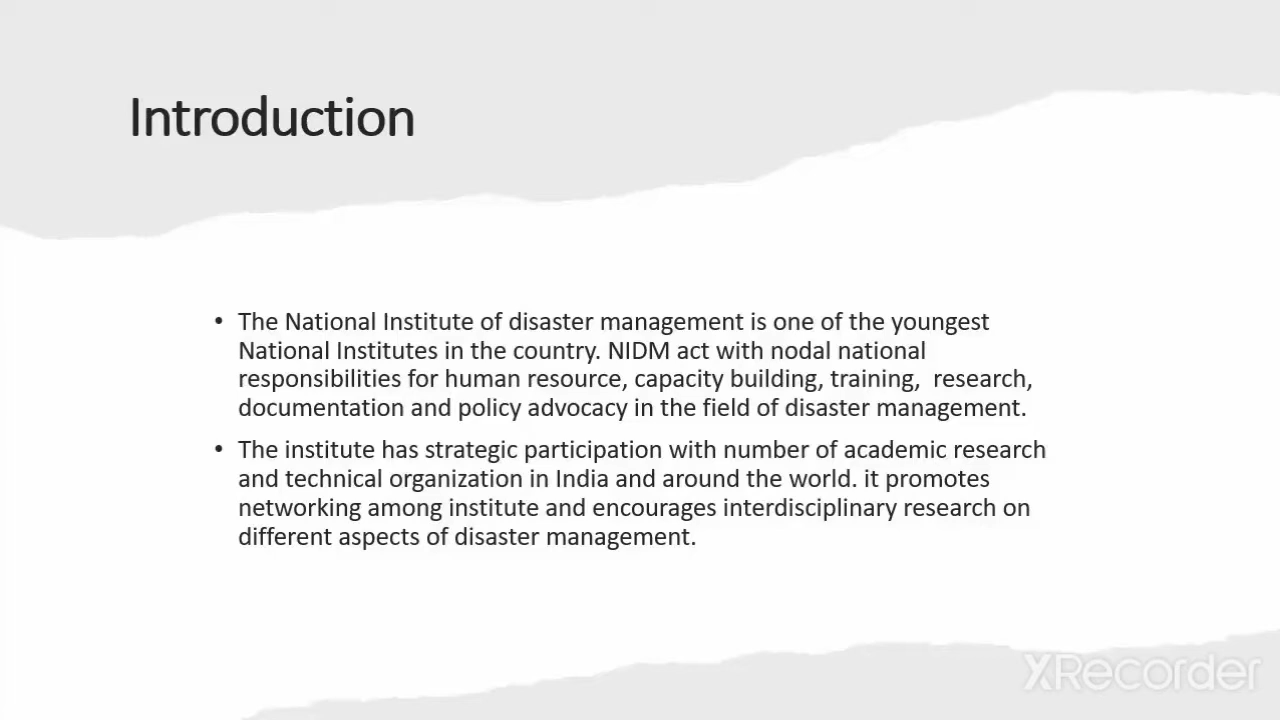 Introduction
• The National Institute of disaster management is one of the youngest
National Institutes in the country. NIDM act with nodal national
responsibilities for human resource, capacity building, training,  research,
documentation and policy advocacy in the field of disaster management.
• The institute has strategic participation with number of academic research
and technical organization in India and around the world. it promotes
networking among institute and encourages interdisciplinary research on
different aspects of disaster management.
XRecorder